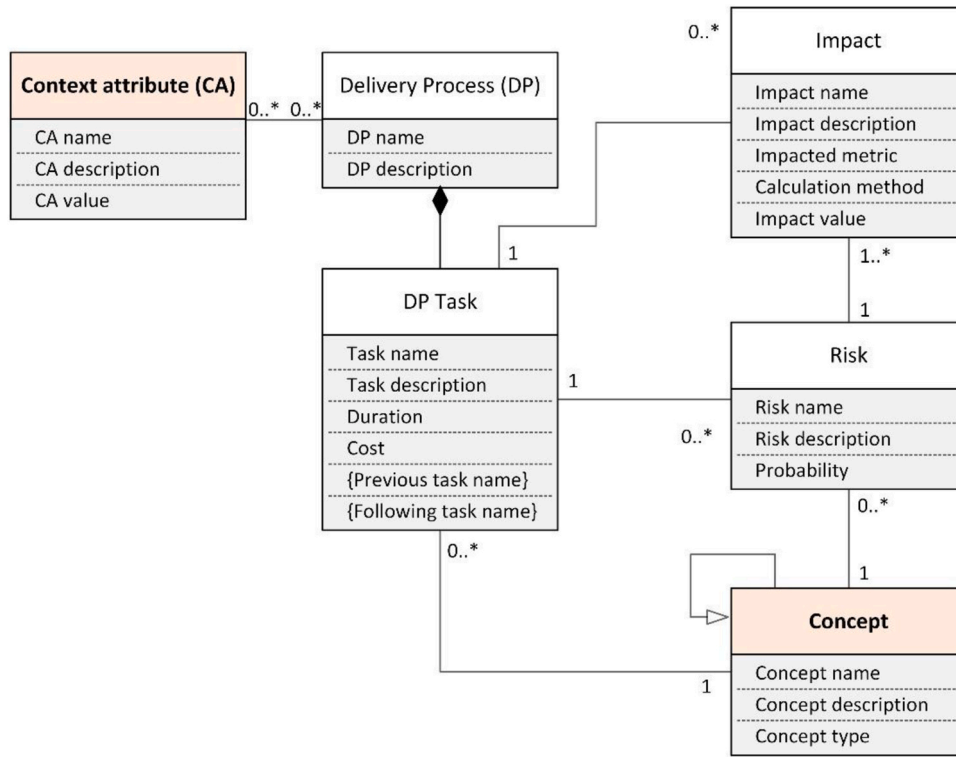 Context attribute (CA)
CA name
CA description
CA value
0..* 0..*
Delivery Process (DP)
DP name
DP description
0..*
Impact
Impact name
Impact description
Impacted metric
Calculation method
Impact value
1
1..*
1
DP Task
Task name
Task description
Duration
Cost
{Previous task name}
{Following task name}
1
0..*
Risk
Risk name
Risk description
Probability
0..*
0..*
1
Concept
Concept name
Concept description
Concept type
1